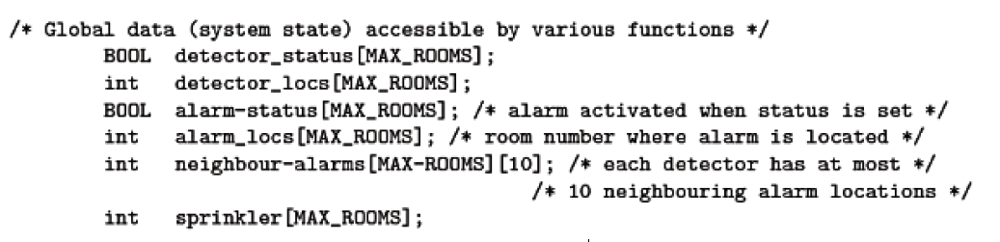 /* Global data (system state) accessible by various functions */
BOOL detector_status[MAX_ROOMS];
int detector_locs[MAX_ROOMS];
BOOL alarm-status[MAX_ROOMS]; /* alarm activated when status is set */
int alarm_locs[MAX_ROOMS]; /* room number where alarm is located */
int neighbour-alarms[MAX-ROOMS][10]; /* each detector has at most */
/* 10 neighbouring alarm locations */
int sprinkler[MAX_ROOMS];